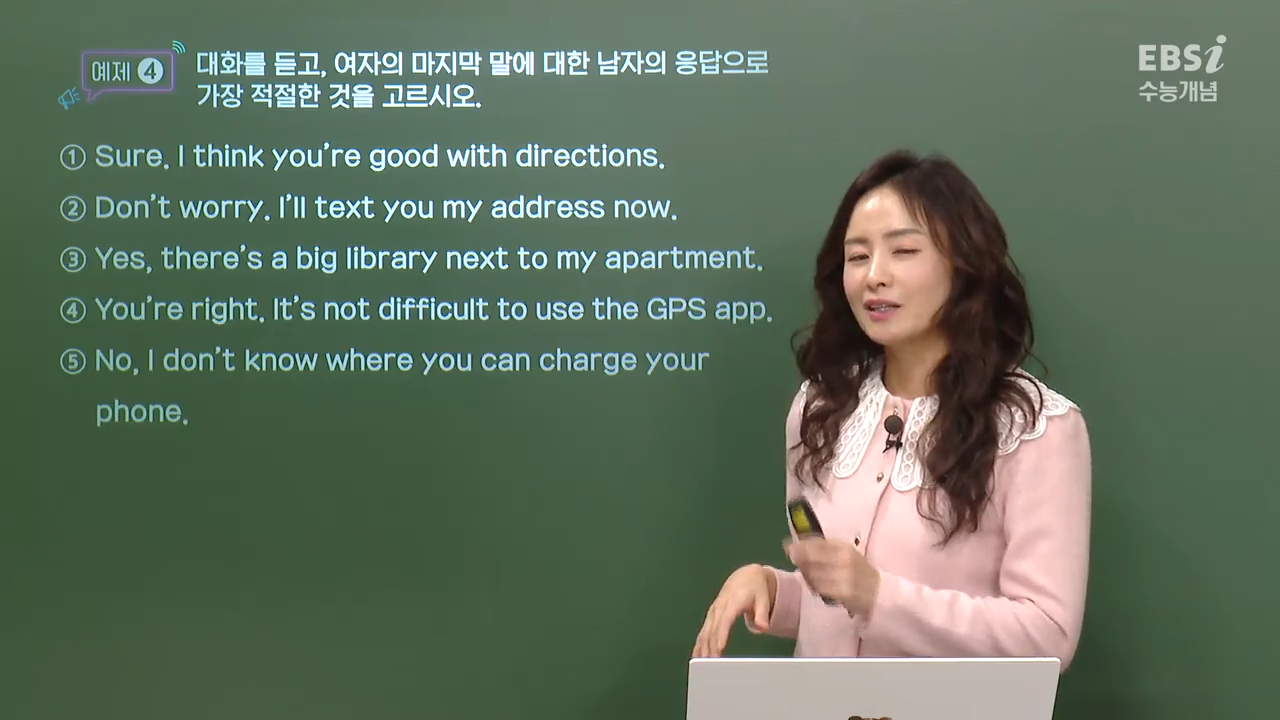 예제 4
대화를 듣고, 여자의 마지막 말에 대한 남자의 응답으로
가장 적절한 것을 고르시오.
EBSi
수능개념
① Sure. I think you're good with directions.
② Don't worry. I'll text you my address now.
③ Yes, there's a big library next to my apartment.
④ You're right. It's not difficult to use the GPS app.
⑤ No, I don't know where you can charge your
phone.